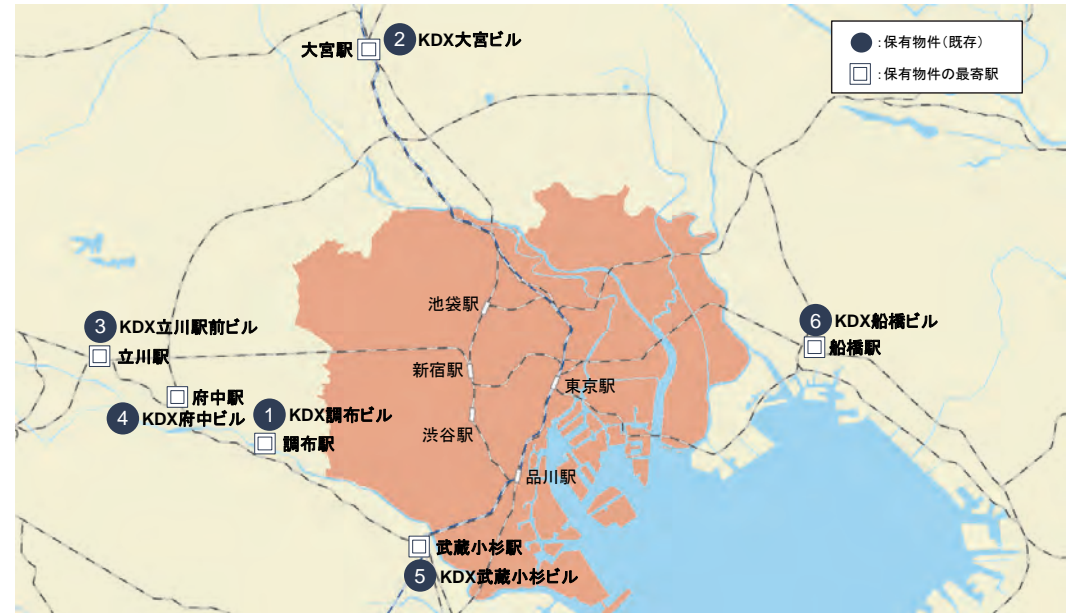 2 KDX大宮ビル
大宮駅
:保有物件(既存)
:保有物件の最寄駅
池袋駅
3 KDX立川駅前ビル
立川駅
新宿駅
6 KDX船橋ビル
船橋駅
東京駅
府中駅
4 KDX府中ビル
1 KDX調布ビル
調布駅
渋谷駅
品川駅
武蔵小杉駅
5 KDX武蔵小杉ビル